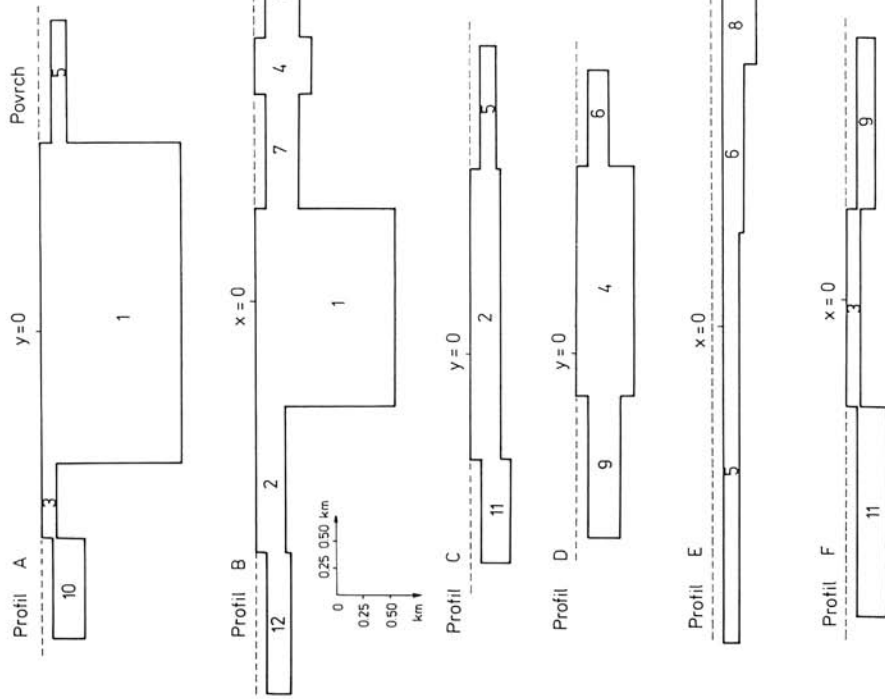 Profil A
Povrch
y=0
10
3
1
5
Profil B
x=0
12
2
1
7
4
0 0.25 0.50 km
0
0.25
0.50
km
Profil C
y=0
11
2
5
Profil D
y=0
9
4
6
Profil E
x=0
5
6
8
Profil F
x=0
11
3
9